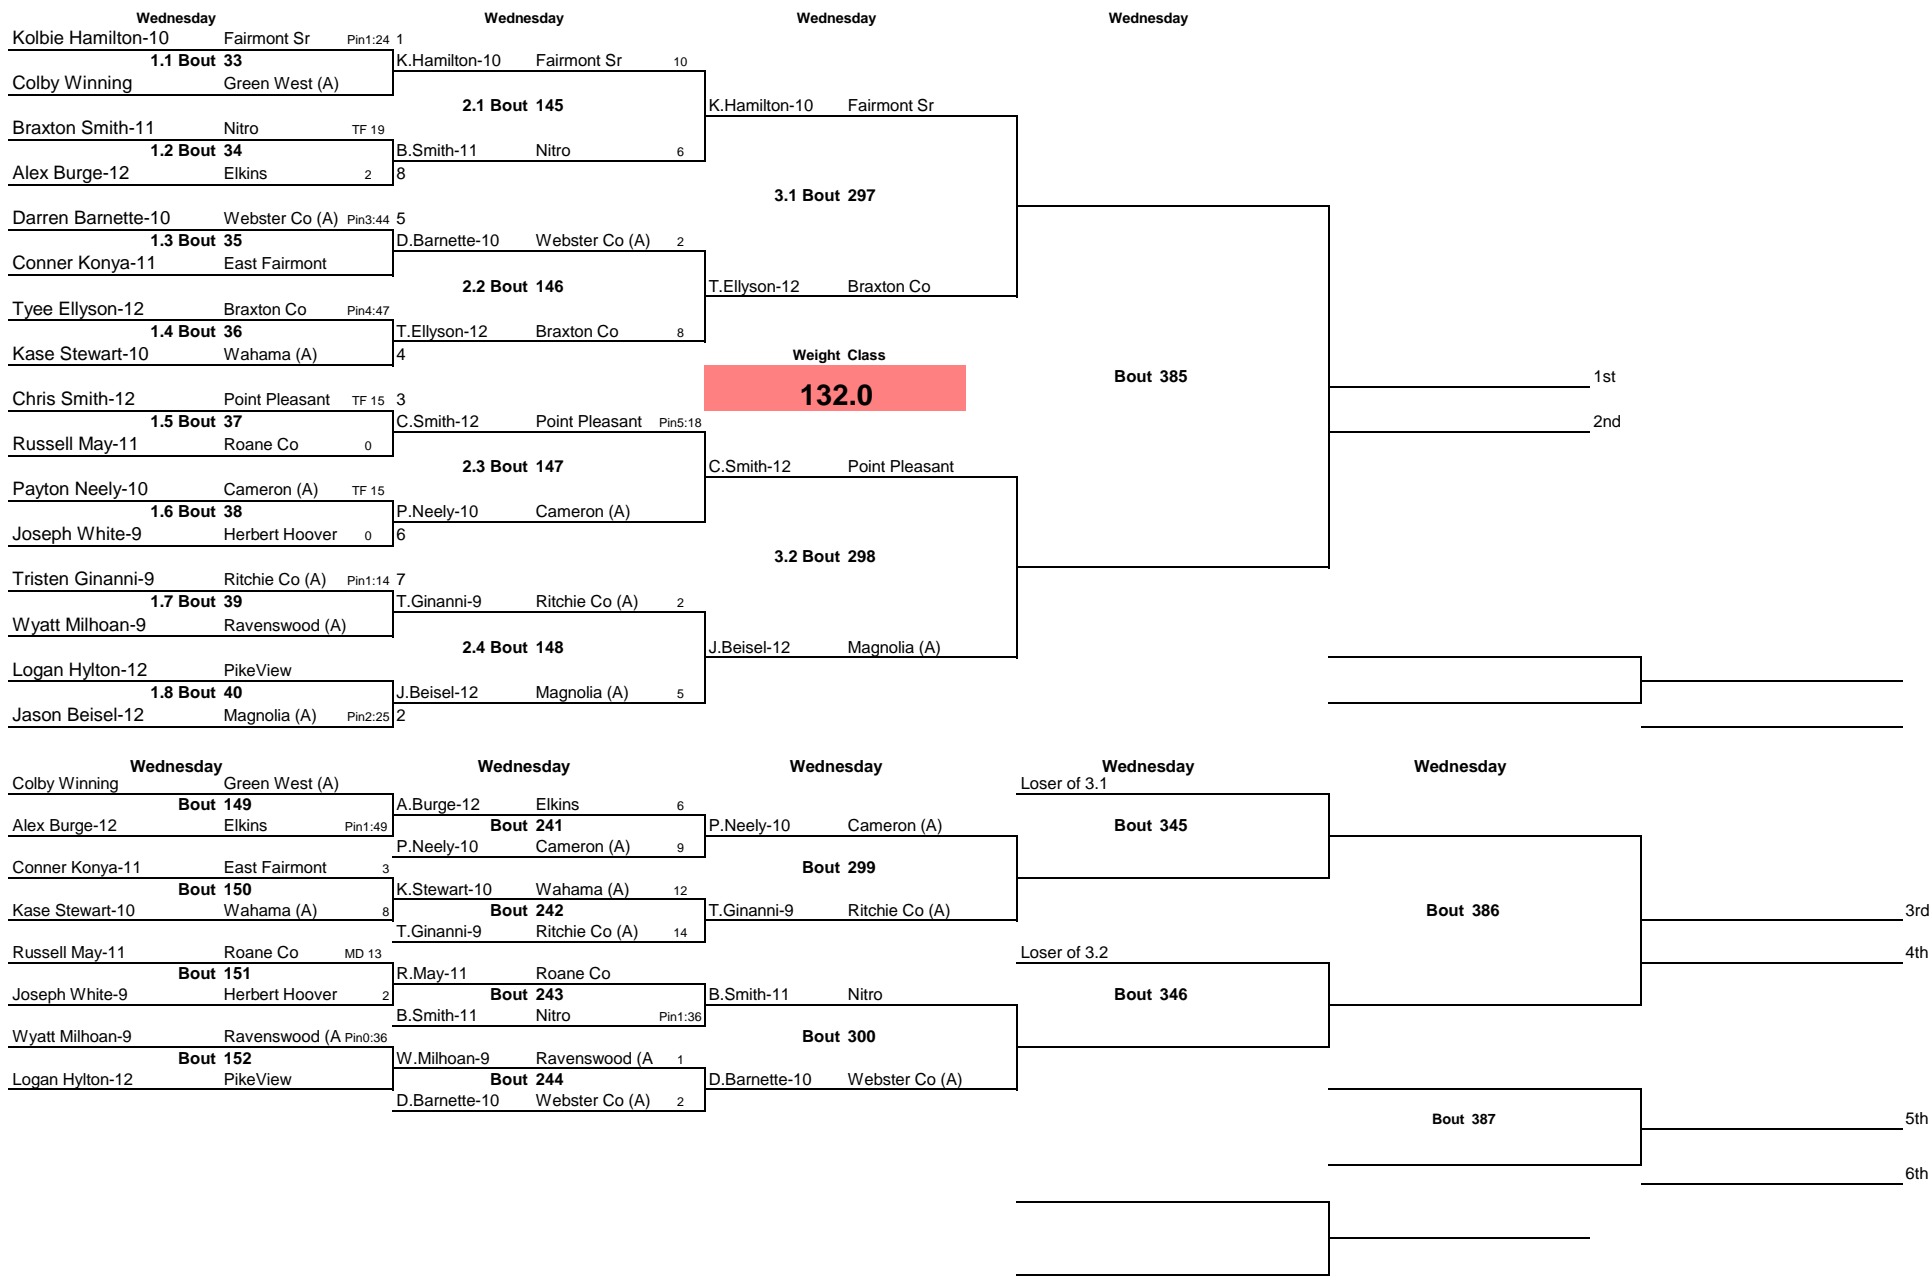 Wednesday Wednesday Wednesday Wednesday
Kolbie Hamilton-10 Fairmont Sr Pin1:24 1
1.1 Bout 33 K.Hamilton-10 Fairmont Sr 10
Colby Winning Green West (A)
2.1 Bout 145 K.Hamilton-10 Fairmont Sr
Braxton Smith-11 Nitro TF 19
1.2 Bout 34 B.Smith-11 Nitro 6
Alex Burge-12 Elkins 2 8
3.1 Bout 297
Darren Barnette-10 Webster Co (A) Pin3:44 5
1.3 Bout 35 D.Barnette-10 Webster Co (A) 2
Conner Konya-11 East Fairmont
2.2 Bout 146 T.Ellyson-12 Braxton Co
Tyee Ellyson-12 Braxton Co Pin4:47
1.4 Bout 36 T.Ellyson-12 Braxton Co 8
Kase Stewart-10 Wahama (A) 4 Weight Class
Bout 385 1st
132.0
Chris Smith-12 Point Pleasant TF 15 3
1.5 Bout 37 C.Smith-12 Point Pleasant Pin5:18 2nd
Russell May-11 Roane Co 0
2.3 Bout 147 C.Smith-12 Point Pleasant
Payton Neely-10 Cameron (A) TF 15
1.6 Bout 38 P.Neely-10 Cameron (A)
Joseph White-9 Herbert Hoover 0 6
3.2 Bout 298
Tristen Ginanni-9 Ritchie Co (A) Pin1:14 7
1.7 Bout 39 T.Ginanni-9 Ritchie Co (A) 2
Wyatt Milhoan-9 Ravenswood (A)
2.4 Bout 148 J.Beisel-12 Magnolia (A)
Logan Hylton-12 PikeView
1.8 Bout 40 J.Beisel-12 Magnolia (A) 5
Jason Beisel-12 Magnolia (A) Pin2:25 2
Wednesday Wednesday Wednesday Wednesday Wednesday
Colby Winning Green West (A) Loser of 3.1
Bout 149 A.Burge-12 Elkins 6
Alex Burge-12 Elkins Pin1:49 Bout 241 P.Neely-10 Cameron (A) Bout 345
P.Neely-10 Cameron (A) 9
Conner Konya-11 East Fairmont 3 Bout 299
Bout 150 K.Stewart-10 Wahama (A) 12
Kase Stewart-10 Wahama (A) 8 Bout 242 T.Ginanni-9 Ritchie Co (A) Bout 386 3rd
T.Ginanni-9 Ritchie Co (A) 14
Russell May-11 Roane Co MD 13 Loser of 3.2 4th
Bout 151 R.May-11 Roane Co
Joseph White-9 Herbert Hoover 2 Bout 243 B.Smith-11 Nitro Bout 346
B.Smith-11 Nitro Pin1:36
Wyatt Milhoan-9 Ravenswood (A Pin0:36 Bout 300
Bout 152 W.Milhoan-9 Ravenswood (A 1
Logan Hylton-12 PikeView Bout 244 D.Barnette-10 Webster Co (A)
D.Barnette-10 Webster Co (A) 2
Bout 387 5th
6th